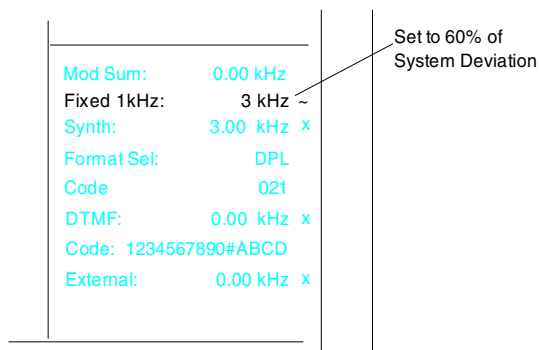 Set to 60% of
System Deviation
Mod Sum: 0.00 kHz
Fixed 1kHz: 3 kHz ~
Synth: 3.00 kHz x
Format Sel: DPL
Code 021
DTMF: 0.00 kHz x
Code: 1234567890#ABCD
External: 0.00 kHz x